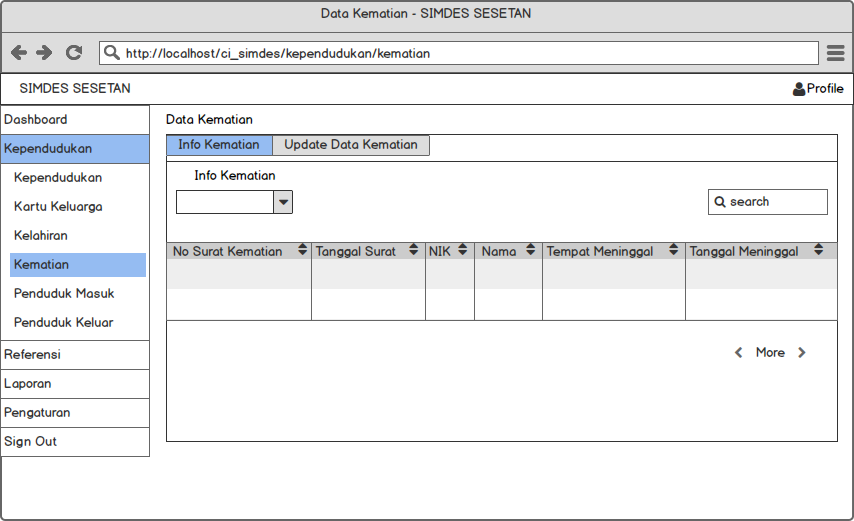 Data Kematian - SIMDES SESETAN
http://localhost/ci_simdes/kependudukan/kematian
SIMDES SESETAN
Profile
Dashboard
Kependudukan
Kependudukan
Kartu Keluarga
Kelahiran
Kematian
Penduduk Masuk
Penduduk Keluar
Referensi
Laporan
Pengaturan
Sign Out
Data Kematian
Info Kematian Update Data Kematian
Info Kematian
search
No Surat Kematian Tanggal Surat NIK Nama Tempat Meninggal Tanggal Meninggal
More